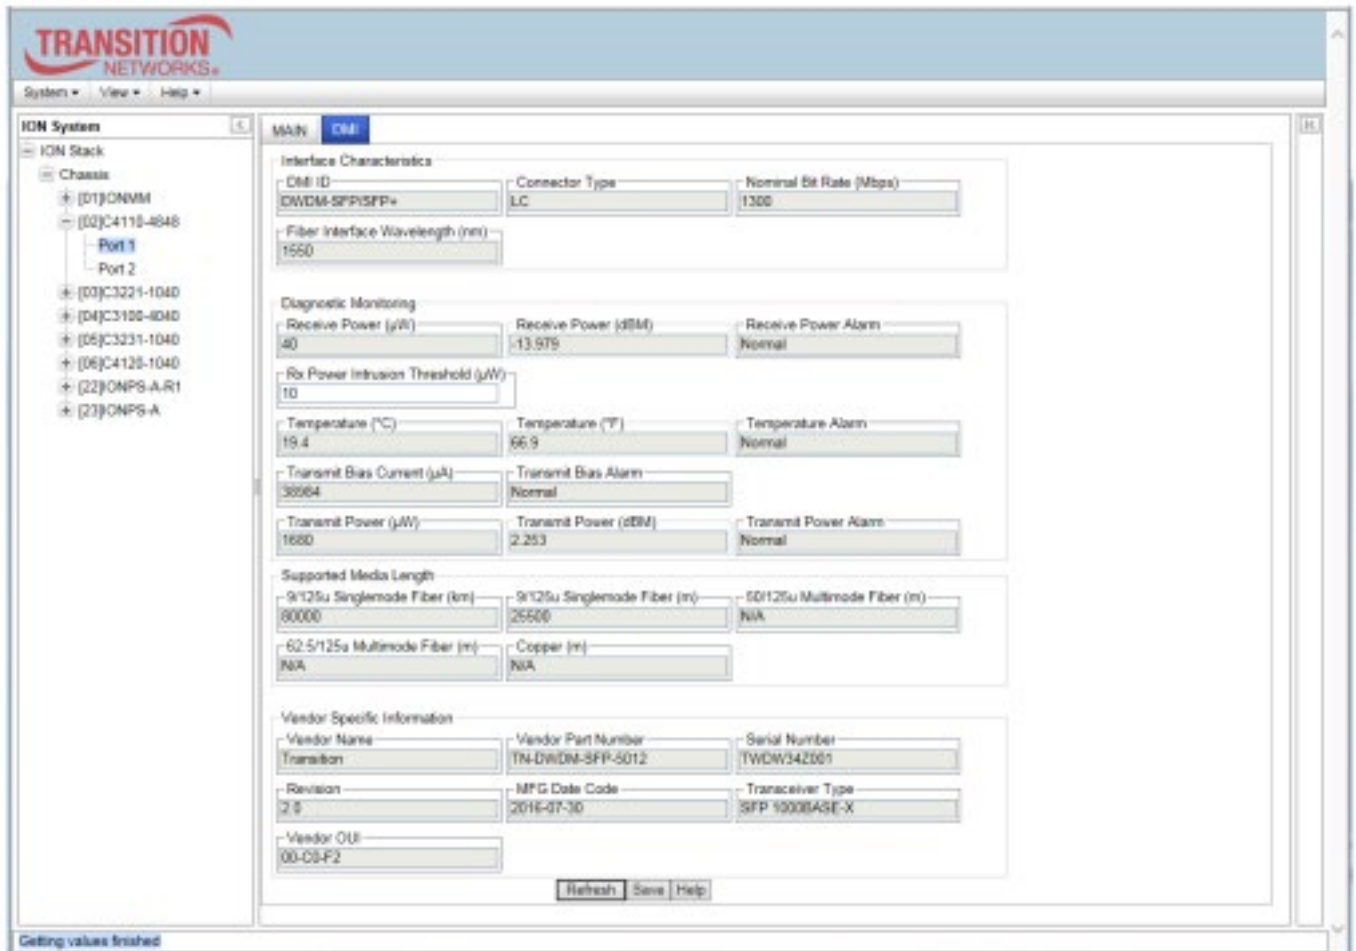 TRANSITION
NETWORKS®
System ▾ View ▾ Help ▾
ION System
MAIN DMI
ION Stack
Chassis
[01]IONMM
[02]C4110-4848
Port 1
Port 2
[03]C3221-1040
[04]C3100-4040
[05]C3231-1040
[06]C4120-1040
[22]IONPS-A-R1
[23]IONPS-A
Interface Characteristics
DMI ID Connector Type Nominal Bit Rate (Mbps)
DWDM-SFP/SFP+ LC 1300
Fiber Interface Wavelength (nm)
1550
Diagnostic Monitoring
Receive Power (µW) Receive Power (dBM) Receive Power Alarm
40 -13.979 Normal
Rx Power Intrusion Threshold (µW)
10
Temperature (°C) Temperature (°F) Temperature Alarm
19.4 66.9 Normal
Transmit Bias Current (µA) Transmit Bias Alarm
38984 Normal
Transmit Power (µW) Transmit Power (dBM) Transmit Power Alarm
1680 2.253 Normal
Supported Media Length
9/125u Singlemode Fiber (km) 9/125u Singlemode Fiber (m) 50/125u Multimode Fiber (m)
80000 25500 N/A
62.5/125u Multimode Fiber (m) Copper (m)
N/A N/A
Vendor Specific Information
Vendor Name Vendor Part Number Serial Number
Transition TN-DWDM-SFP-5012 TWDW34Z001
Revision MFG Date Code Transceiver Type
2.0 2016-07-30 SFP 1000BASE-X
Vendor OUI
00-C0-F2
Refresh Save Help
Getting values finished